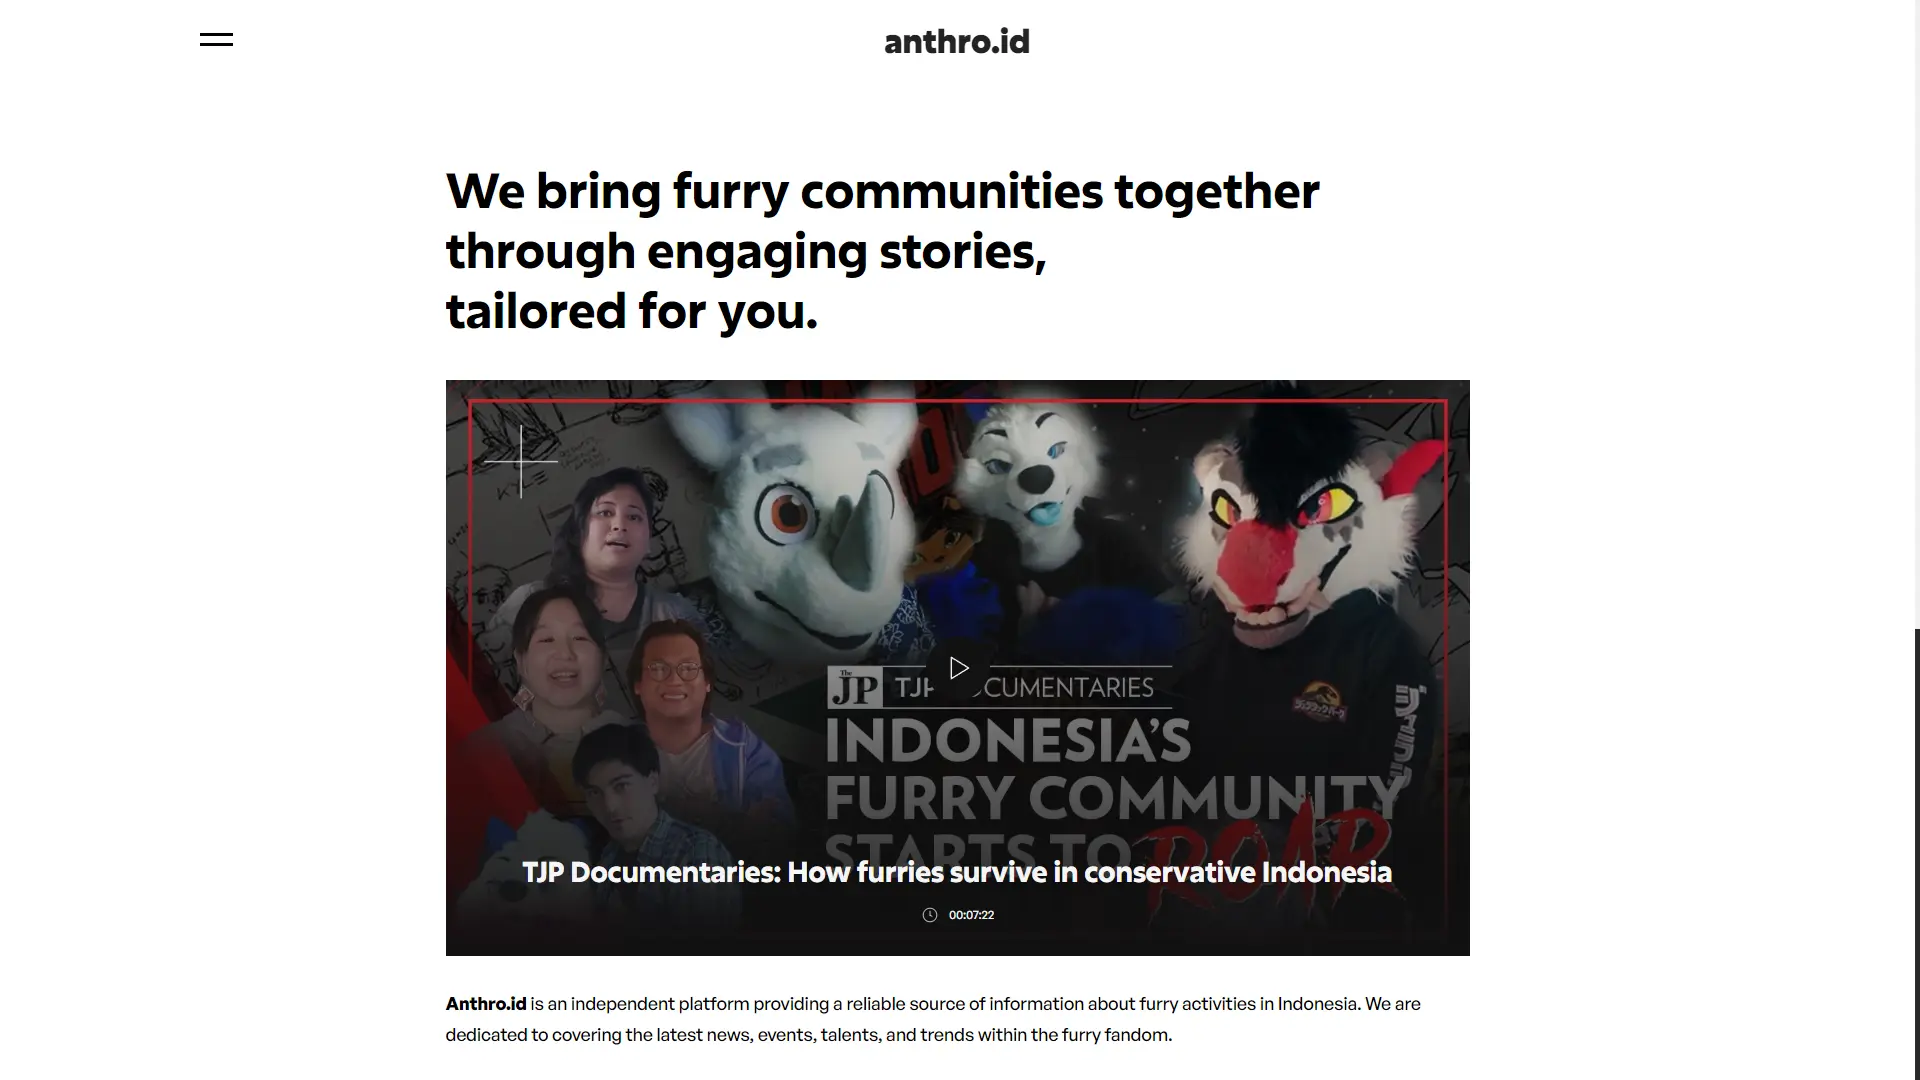 anthro.id
We bring furry communities together
through engaging stories,
tailored for you.
KYLE
The
JP
CUMENTARIES
INDONESIA'S
FURRY COMMUNITY
STARTS TO ROAR
TJP Documentaries: How furries survive in conservative Indonesia
00:07:22
Anthro.id is an independent platform providing a reliable source of information about furry activities in Indonesia. We are
dedicated to covering the latest news, events, talents, and trends within the furry fandom.